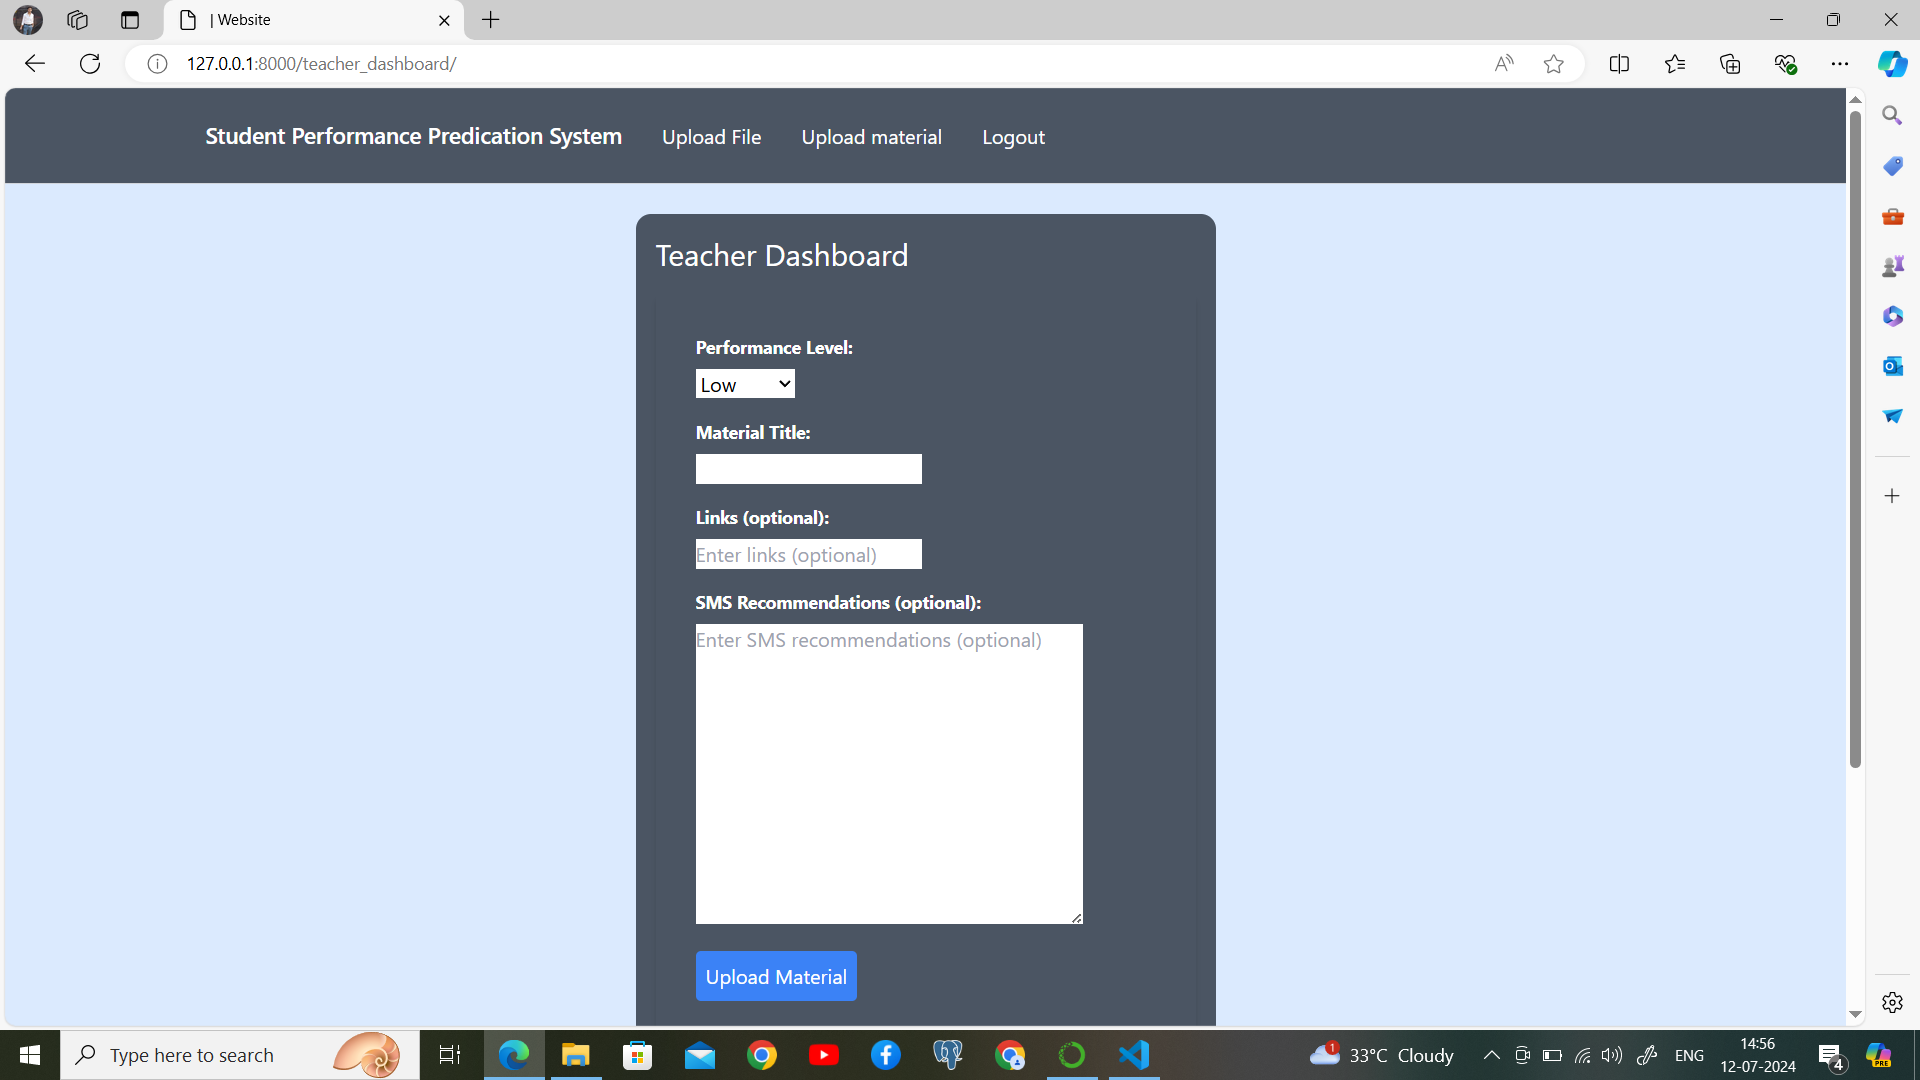 | Website
127.0.0.1:8000/teacher_dashboard/
Student Performance Predication System Upload File Upload material Logout
Teacher Dashboard
Performance Level:
Low
Material Title:
Links (optional):
Enter links (optional)
SMS Recommendations (optional):
Enter SMS recommendations (optional)
Upload Material
Type here to search
1
33°C Cloudy
ENG
14:56
12-07-2024
4
PRE